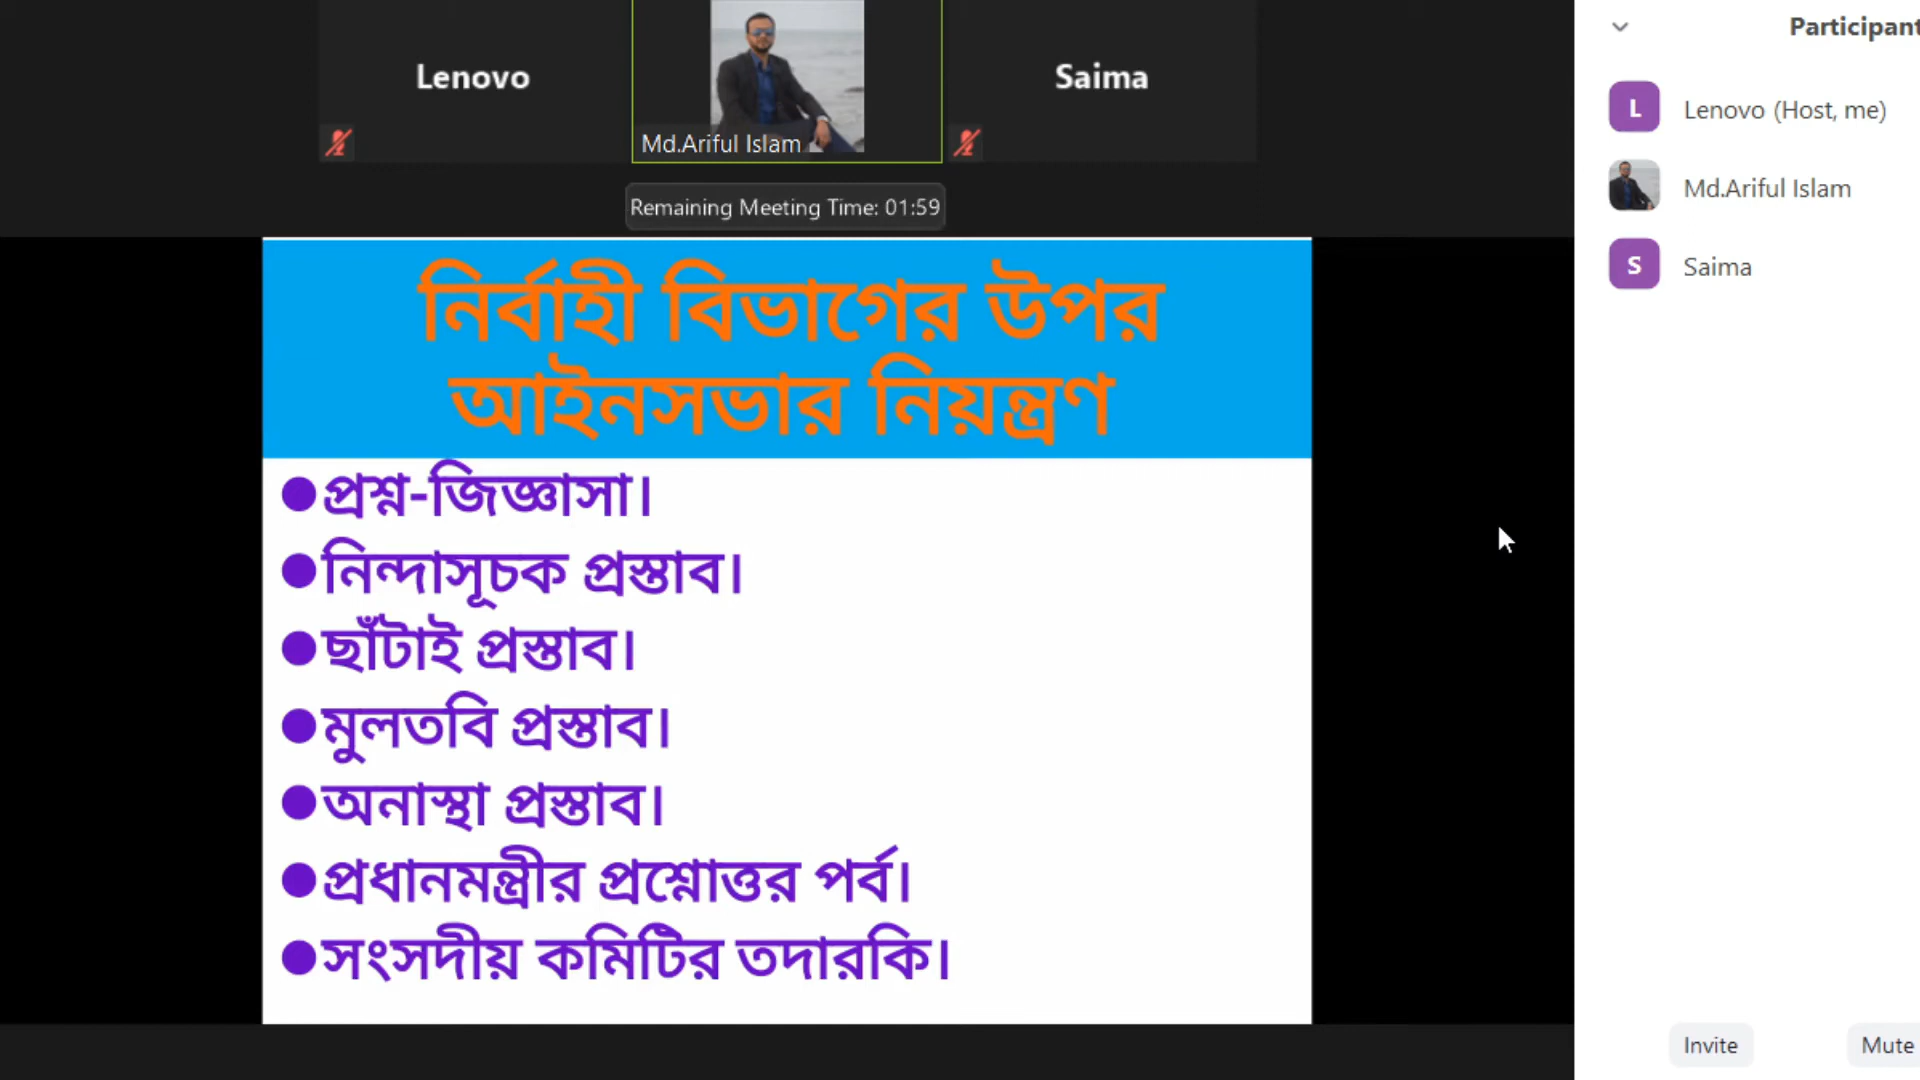 Lenovo
Md.Ariful Islam
Saima
Remaining Meeting Time: 01:59
নির্বাহী বিভাগের উপর
আইনসভার নিয়ন্ত্রণ
●প্রশ্ন-জিজ্ঞাসা।
●নিন্দাসূচক প্রস্তাব।
●ছাঁটাই প্রস্তাব।
●মুলতবি প্রস্তাব।
●অনাস্থা প্রস্তাব।
●প্রধানমন্ত্রীর প্রশ্নোত্তর পর্ব।
●সংসদীয় কমিটির তদারকি।
Participant
L Lenovo (Host, me)
Md.Ariful Islam
S Saima
Invite Mute